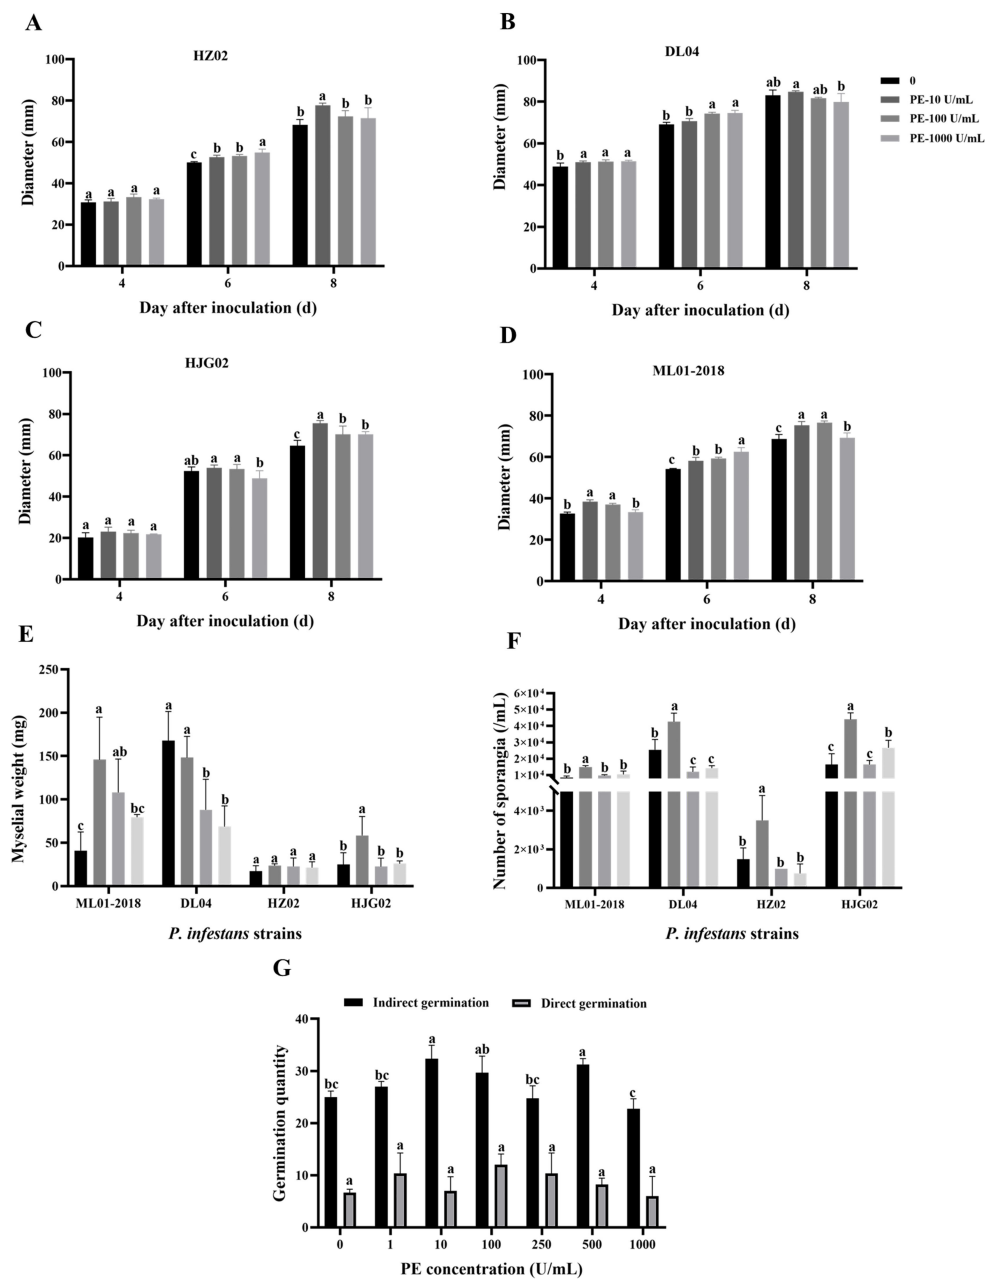 A
HZ02
Diameter (mm)
100
80
60
40
20
0
a a a a
c b b a
b a b b
4 6 8
Day after inoculation (d)
B
DL04
Diameter (mm)
100
80
60
40
20
0
b a a a
b b a a
ab a ab b
4 6 8
Day after inoculation (d)
0
PE-10 U/mL
PE-100 U/mL
PE-1000 U/mL
C
HJG02
Diameter (mm)
100
80
60
40
20
0
a a a a
ab a a b
c a b b
4 6 8
Day after inoculation (d)
D
ML01-2018
Diameter (mm)
100
80
60
40
20
0
b a a b
c b b a
c a a b
4 6 8
Day after inoculation (d)
E
Myselial weight (mg)
250
200
150
100
50
0
c a ab bc
a a b b
a a a a
b a b b
ML01-2018 DL04 HZ02 HJG02
P. infestans strains
F
Number of sporangia (/mL)
6×10⁴
5×10⁴
4×10⁴
3×10⁴
2×10⁴
1×10⁴
4×10³
2×10³
0
b a b b
b a c c
b a b b
c a c b
ML01-2018 DL04 HZ02 HJG02
P. infestans strains
G
Indirect germination Direct germination
Germination quantity
40
30
20
10
0
bc bc a ab bc a c
a a a a a a a
0 1 10 100 250 500 1000
PE concentration (U/mL)